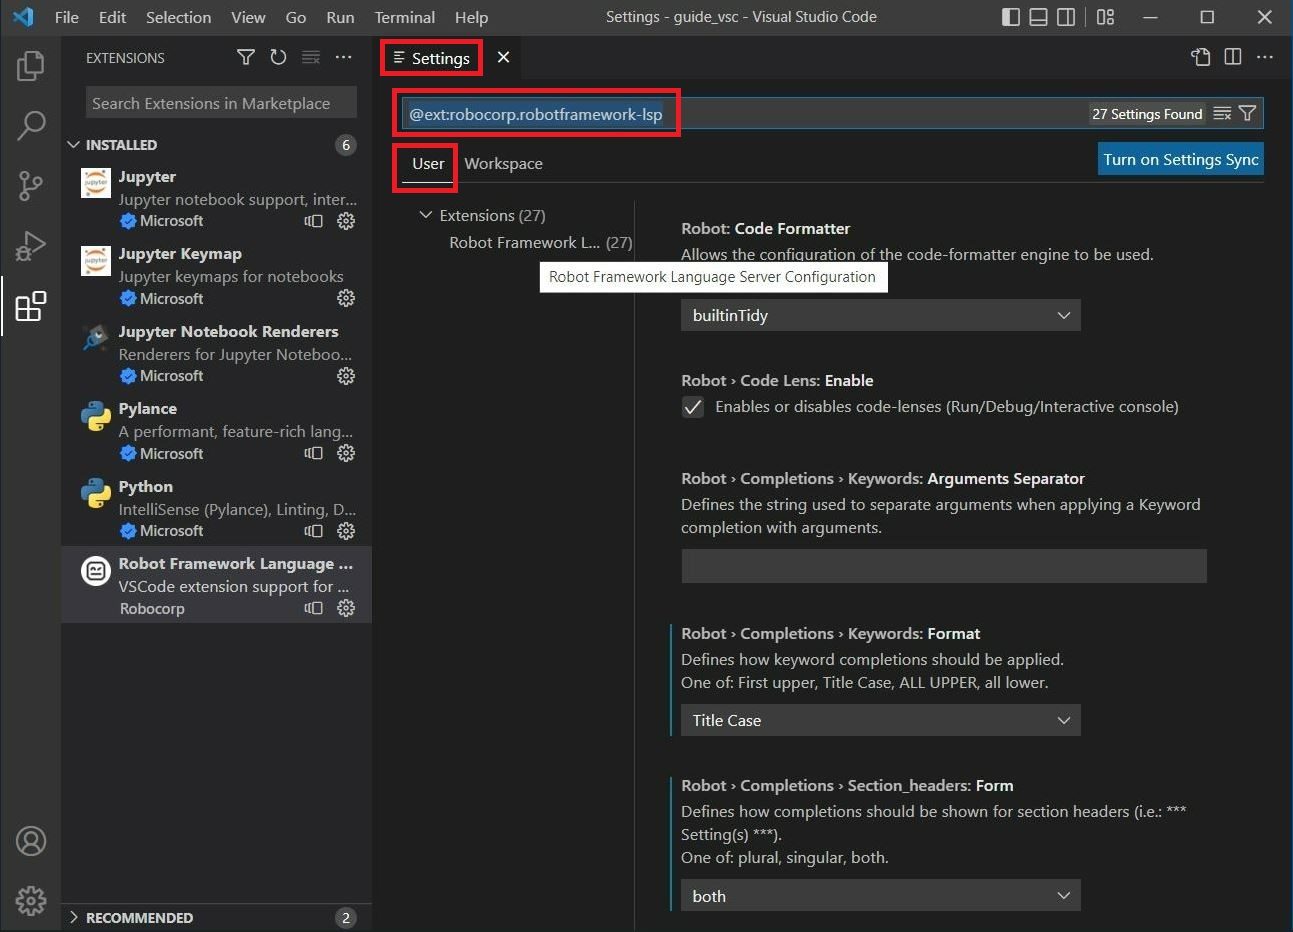 File Edit Selection View Go Run Terminal Help
Settings - guide_vsc - Visual Studio Code
EXTENSIONS
Search Extensions in Marketplace
INSTALLED 6
Jupyter
Jupyter notebook support, inter...
Microsoft
Jupyter Keymap
Jupyter keymaps for notebooks
Microsoft
Jupyter Notebook Renderers
Renderers for Jupyter Noteboo...
Microsoft
Pylance
A performant, feature-rich lang...
Microsoft
Python
IntelliSense (Pylance), Linting, D...
Microsoft
Robot Framework Language ...
VSCode extension support for ...
Robocorp
RECOMMENDED 2
Settings
@ext:robocorp.robotframework-lsp
27 Settings Found
User Workspace
Turn on Settings Sync
Extensions (27)
Robot Framework L... (27)
Robot Framework Language Server Configuration
Robot: Code Formatter
Allows the configuration of the code-formatter engine to be used.
builtinTidy
Robot › Code Lens: Enable
Enables or disables code-lenses (Run/Debug/Interactive console)
Robot › Completions › Keywords: Arguments Separator
Defines the string used to separate arguments when applying a Keyword
completion with arguments.
Robot › Completions › Keywords: Format
Defines how keyword completions should be applied.
One of: First upper, Title Case, ALL UPPER, all lower.
Title Case
Robot › Completions › Section_headers: Form
Defines how completions should be shown for section headers (i.e.: ***
Setting(s) ***).
One of: plural, singular, both.
both